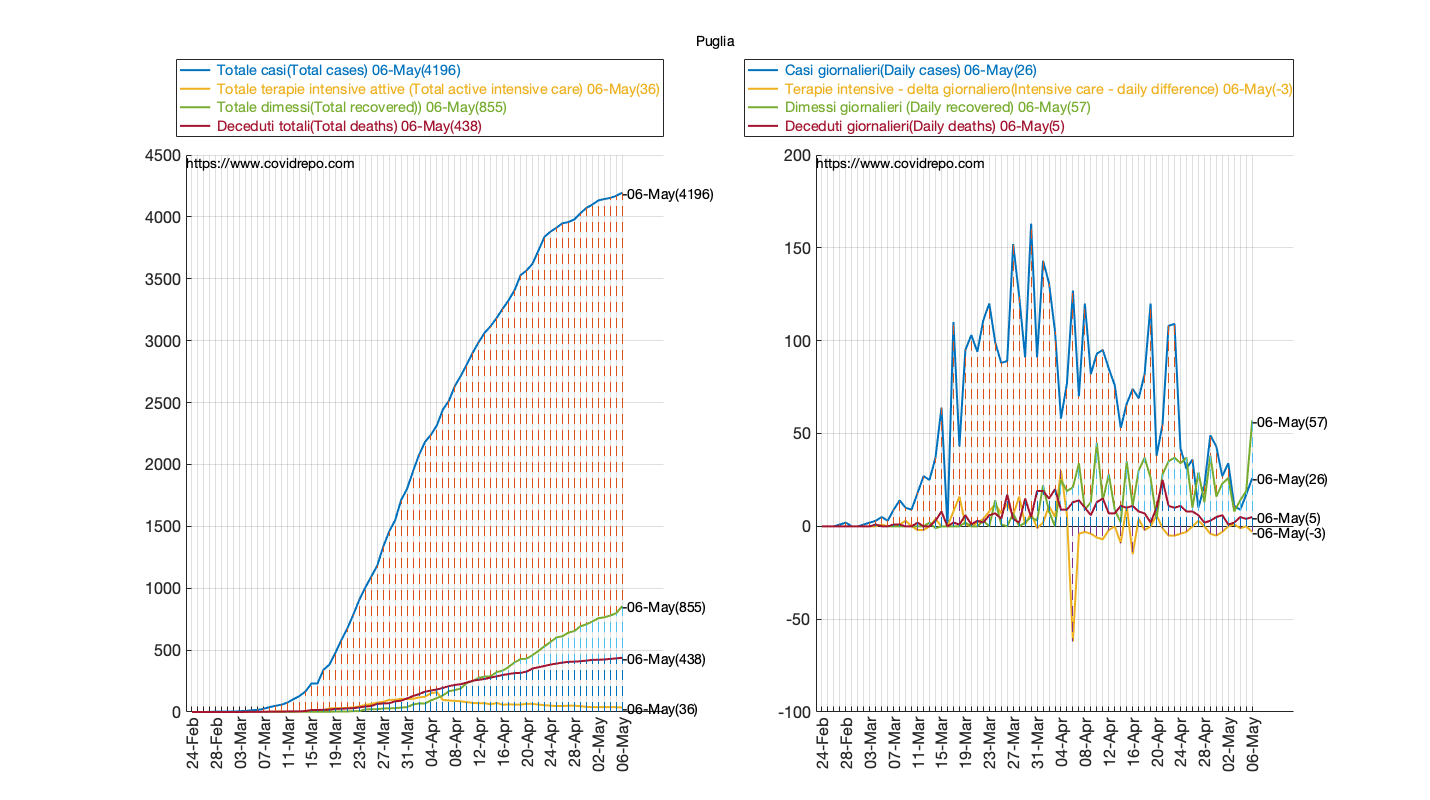 Puglia
Totale casi(Total cases) 06-May(4196)
Totale terapie intensive attive (Total active intensive care) 06-May(36)
Totale dimessi(Total recovered)) 06-May(855)
Deceduti totali(Total deaths) 06-May(438)
4500
4000
3500
3000
2500
2000
1500
1000
500
0
https://www.covidrepo.com
06-May(4196)
06-May(855)
06-May(438)
06-May(36)
24-Feb
28-Feb
03-Mar
07-Mar
11-Mar
15-Mar
19-Mar
23-Mar
27-Mar
31-Mar
04-Apr
08-Apr
12-Apr
16-Apr
20-Apr
24-Apr
28-Apr
02-May
06-May
Casi giornalieri(Daily cases) 06-May(26)
Terapie intensive - delta giornaliero(Intensive care - daily difference) 06-May(-3)
Dimessi giornalieri (Daily recovered) 06-May(57)
Deceduti giornalieri(Daily deaths) 06-May(5)
200
150
100
50
0
-50
-100
https://www.covidrepo.com
06-May(57)
06-May(26)
06-May(5)
06-May(-3)
24-Feb
28-Feb
03-Mar
07-Mar
11-Mar
15-Mar
19-Mar
23-Mar
27-Mar
31-Mar
04-Apr
08-Apr
12-Apr
16-Apr
20-Apr
24-Apr
28-Apr
02-May
06-May